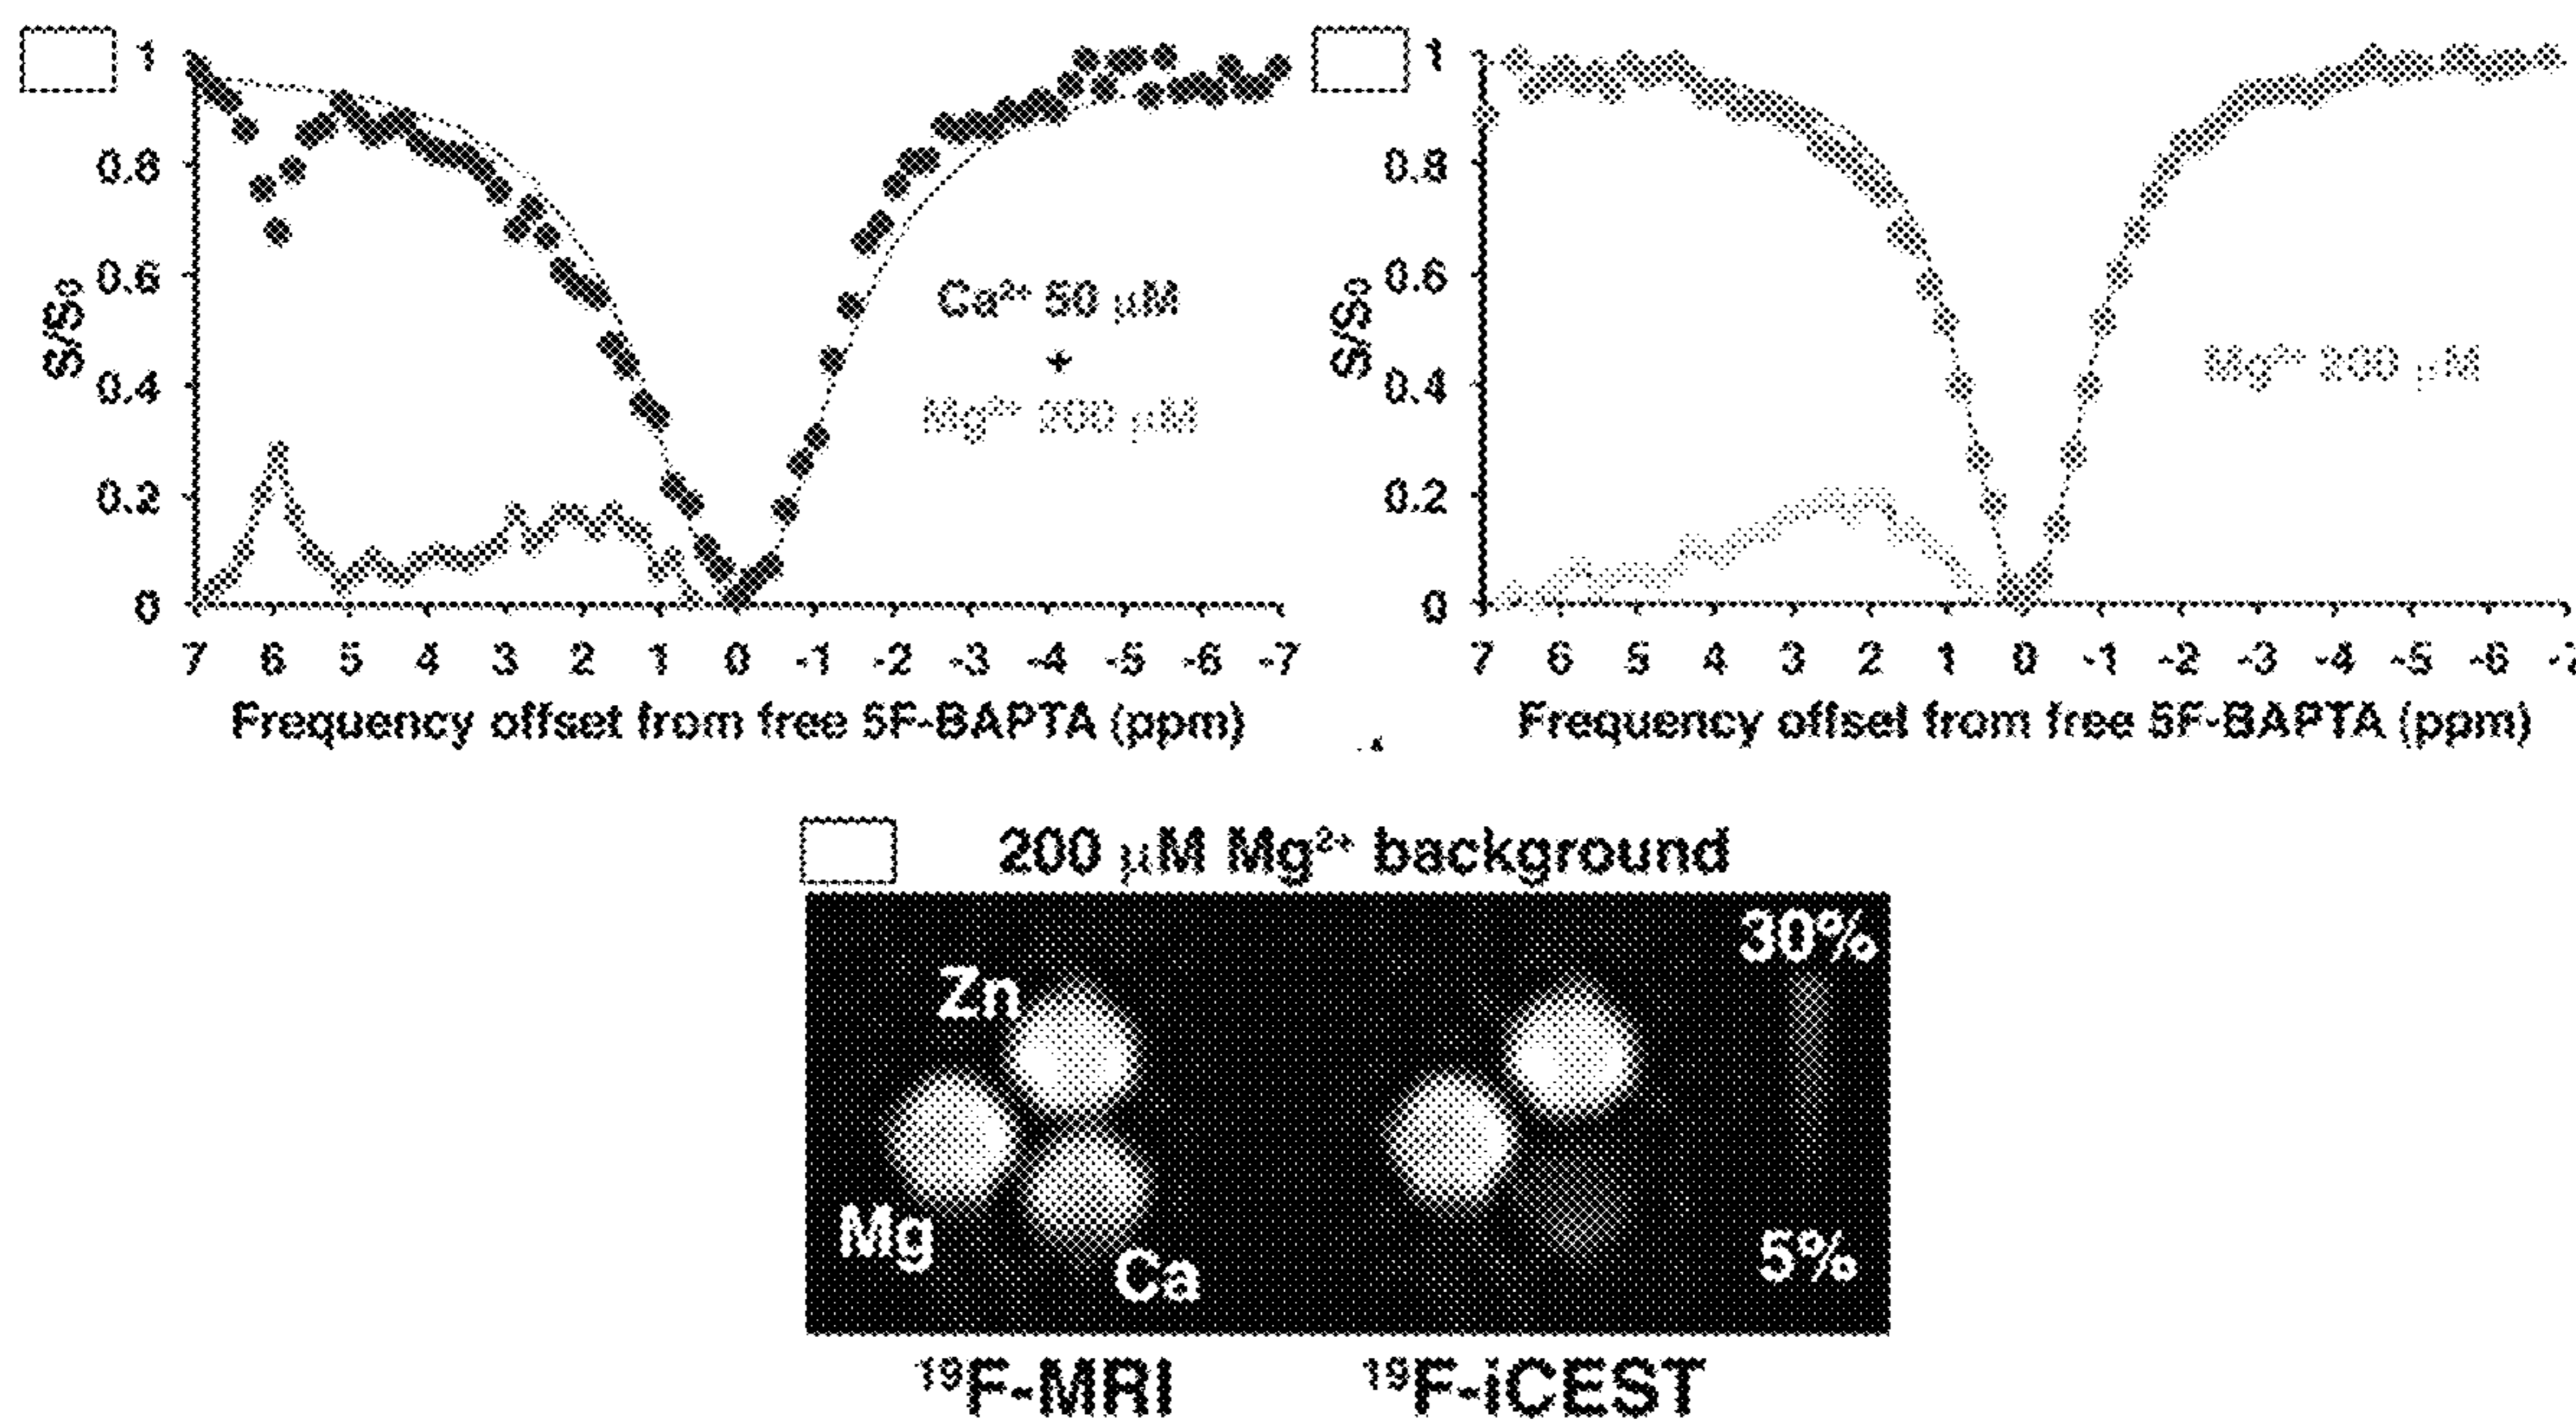 1
0.8
0.6
0.4
0.2
0
S/S₀
7 6 5 4 3 2 1 0 -1 -2 -3 -4 -5 -6 -7
Frequency offset from free 5F-BAPTA (ppm)
Ca²⁺ 50 µM
+
Mg²⁺ 200 µM
1
0.8
0.6
0.4
0.2
0
S/S₀
7 6 5 4 3 2 1 0 -1 -2 -3 -4 -5 -6
Frequency offset from free 5F-BAPTA (ppm)
Mg²⁺ 200 µM
200 µM Mg²⁺ background
30%
Zn
Mg
Ca
5%
¹⁹F-MRI
¹⁹F-iCEST